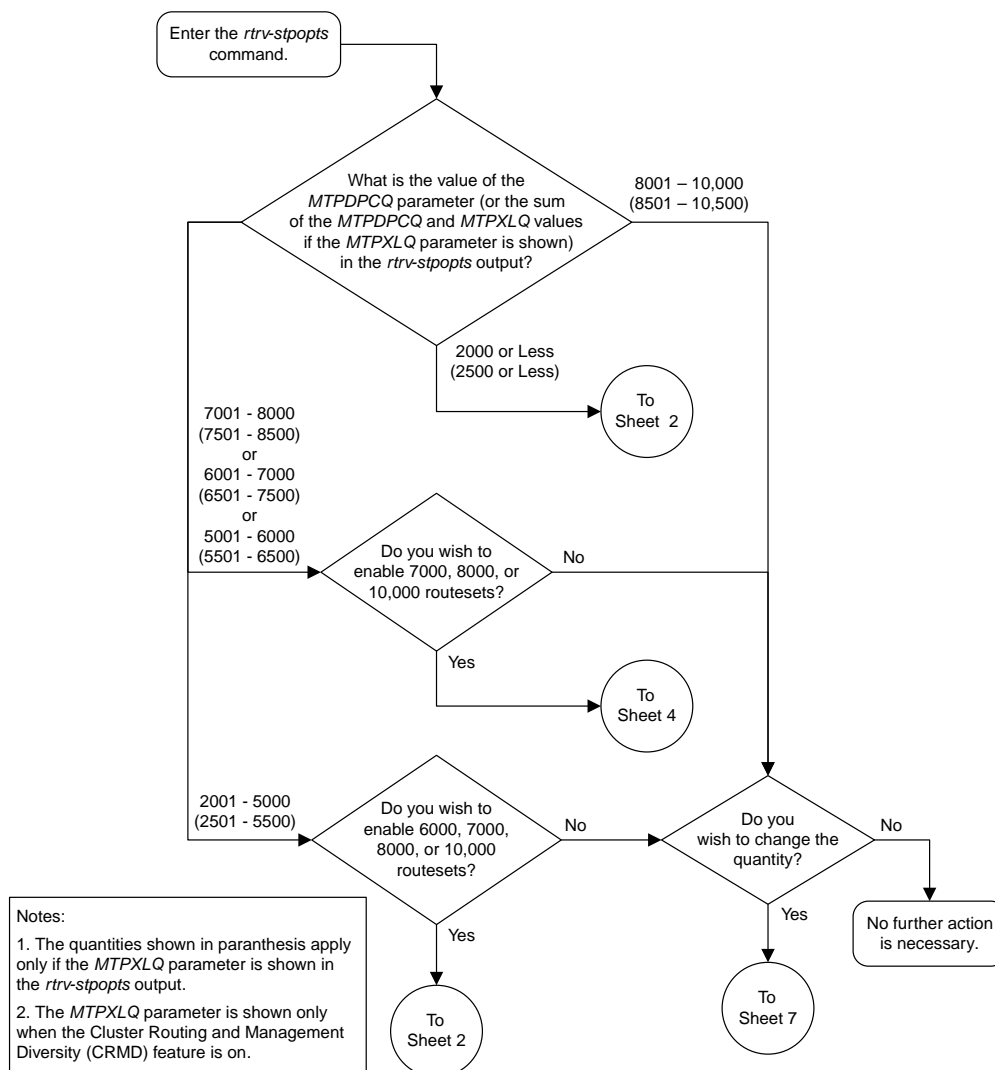 Enter the rtrv-stpopts
command.
What is the value of the
MTPDPCQ parameter (or the sum
of the MTPDPCQ and MTPXLQ values
if the MTPXLQ parameter is shown)
in the rtrv-stpopts output?
8001 – 10,000
(8501 – 10,500)
2000 or Less
(2500 or Less)
To
Sheet 2
7001 - 8000
(7501 - 8500)
or
6001 - 7000
(6501 - 7500)
or
5001 - 6000
(5501 - 6500)
Do you wish to
enable 7000, 8000, or
10,000 routesets?
No
Yes
To
Sheet 4
2001 - 5000
(2501 - 5500)
Do you wish to
enable 6000, 7000,
8000, or 10,000
routesets?
No
Yes
To
Sheet 2
Do you
wish to change the
quantity?
No
Yes
No further action
is necessary.
To
Sheet 7
Notes:
1. The quantities shown in paranthesis apply
only if the MTPXLQ parameter is shown in
the rtrv-stpopts output.
2. The MTPXLQ parameter is shown only
when the Cluster Routing and Management
Diversity (CRMD) feature is on.